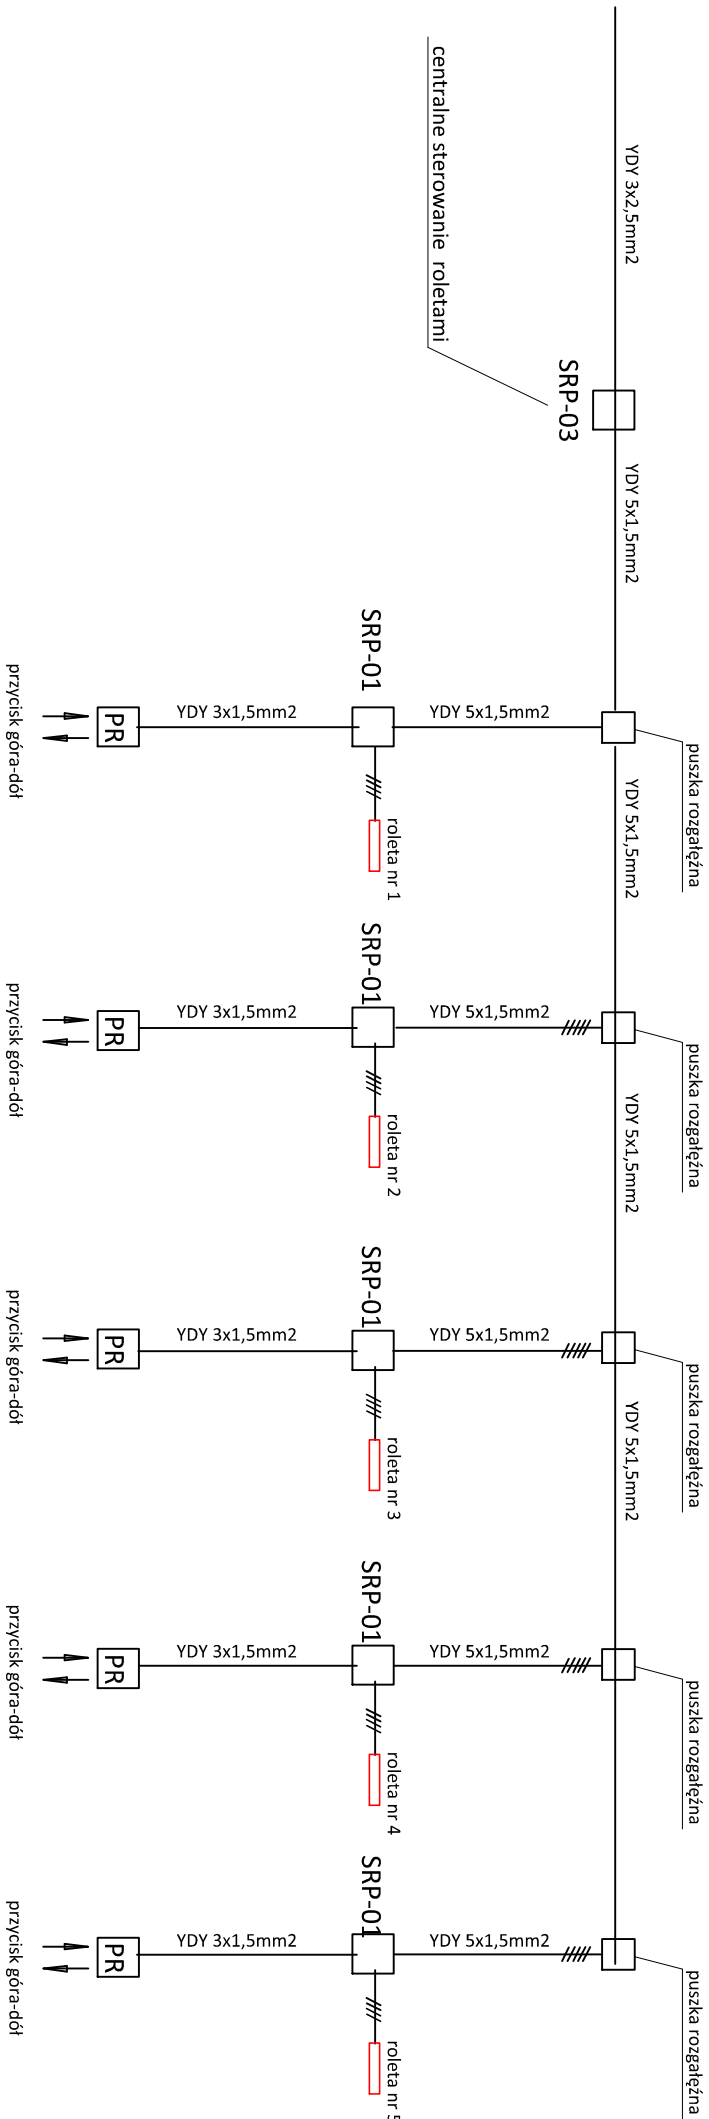 YDY 3x2,5mm2
centralne sterowanie roletami
SRP-03
YDY 5x1,5mm2
puszka rozgałęźna
YDY 5x1,5mm2
SRP-01
YDY 3x1,5mm2
PR
przycisk góra-dół
roleta nr 1
YDY 5x1,5mm2
puszka rozgałęźna
YDY 5x1,5mm2
SRP-01
YDY 3x1,5mm2
PR
przycisk góra-dół
roleta nr 2
YDY 5x1,5mm2
puszka rozgałęźna
YDY 5x1,5mm2
SRP-01
YDY 3x1,5mm2
PR
przycisk góra-dół
roleta nr 3
YDY 5x1,5mm2
puszka rozgałęźna
YDY 5x1,5mm2
SRP-01
YDY 3x1,5mm2
PR
przycisk góra-dół
roleta nr 4
puszka rozgałęźna
YDY 5x1,5mm2
SRP-01
YDY 3x1,5mm2
PR
przycisk góra-dół
roleta nr 5